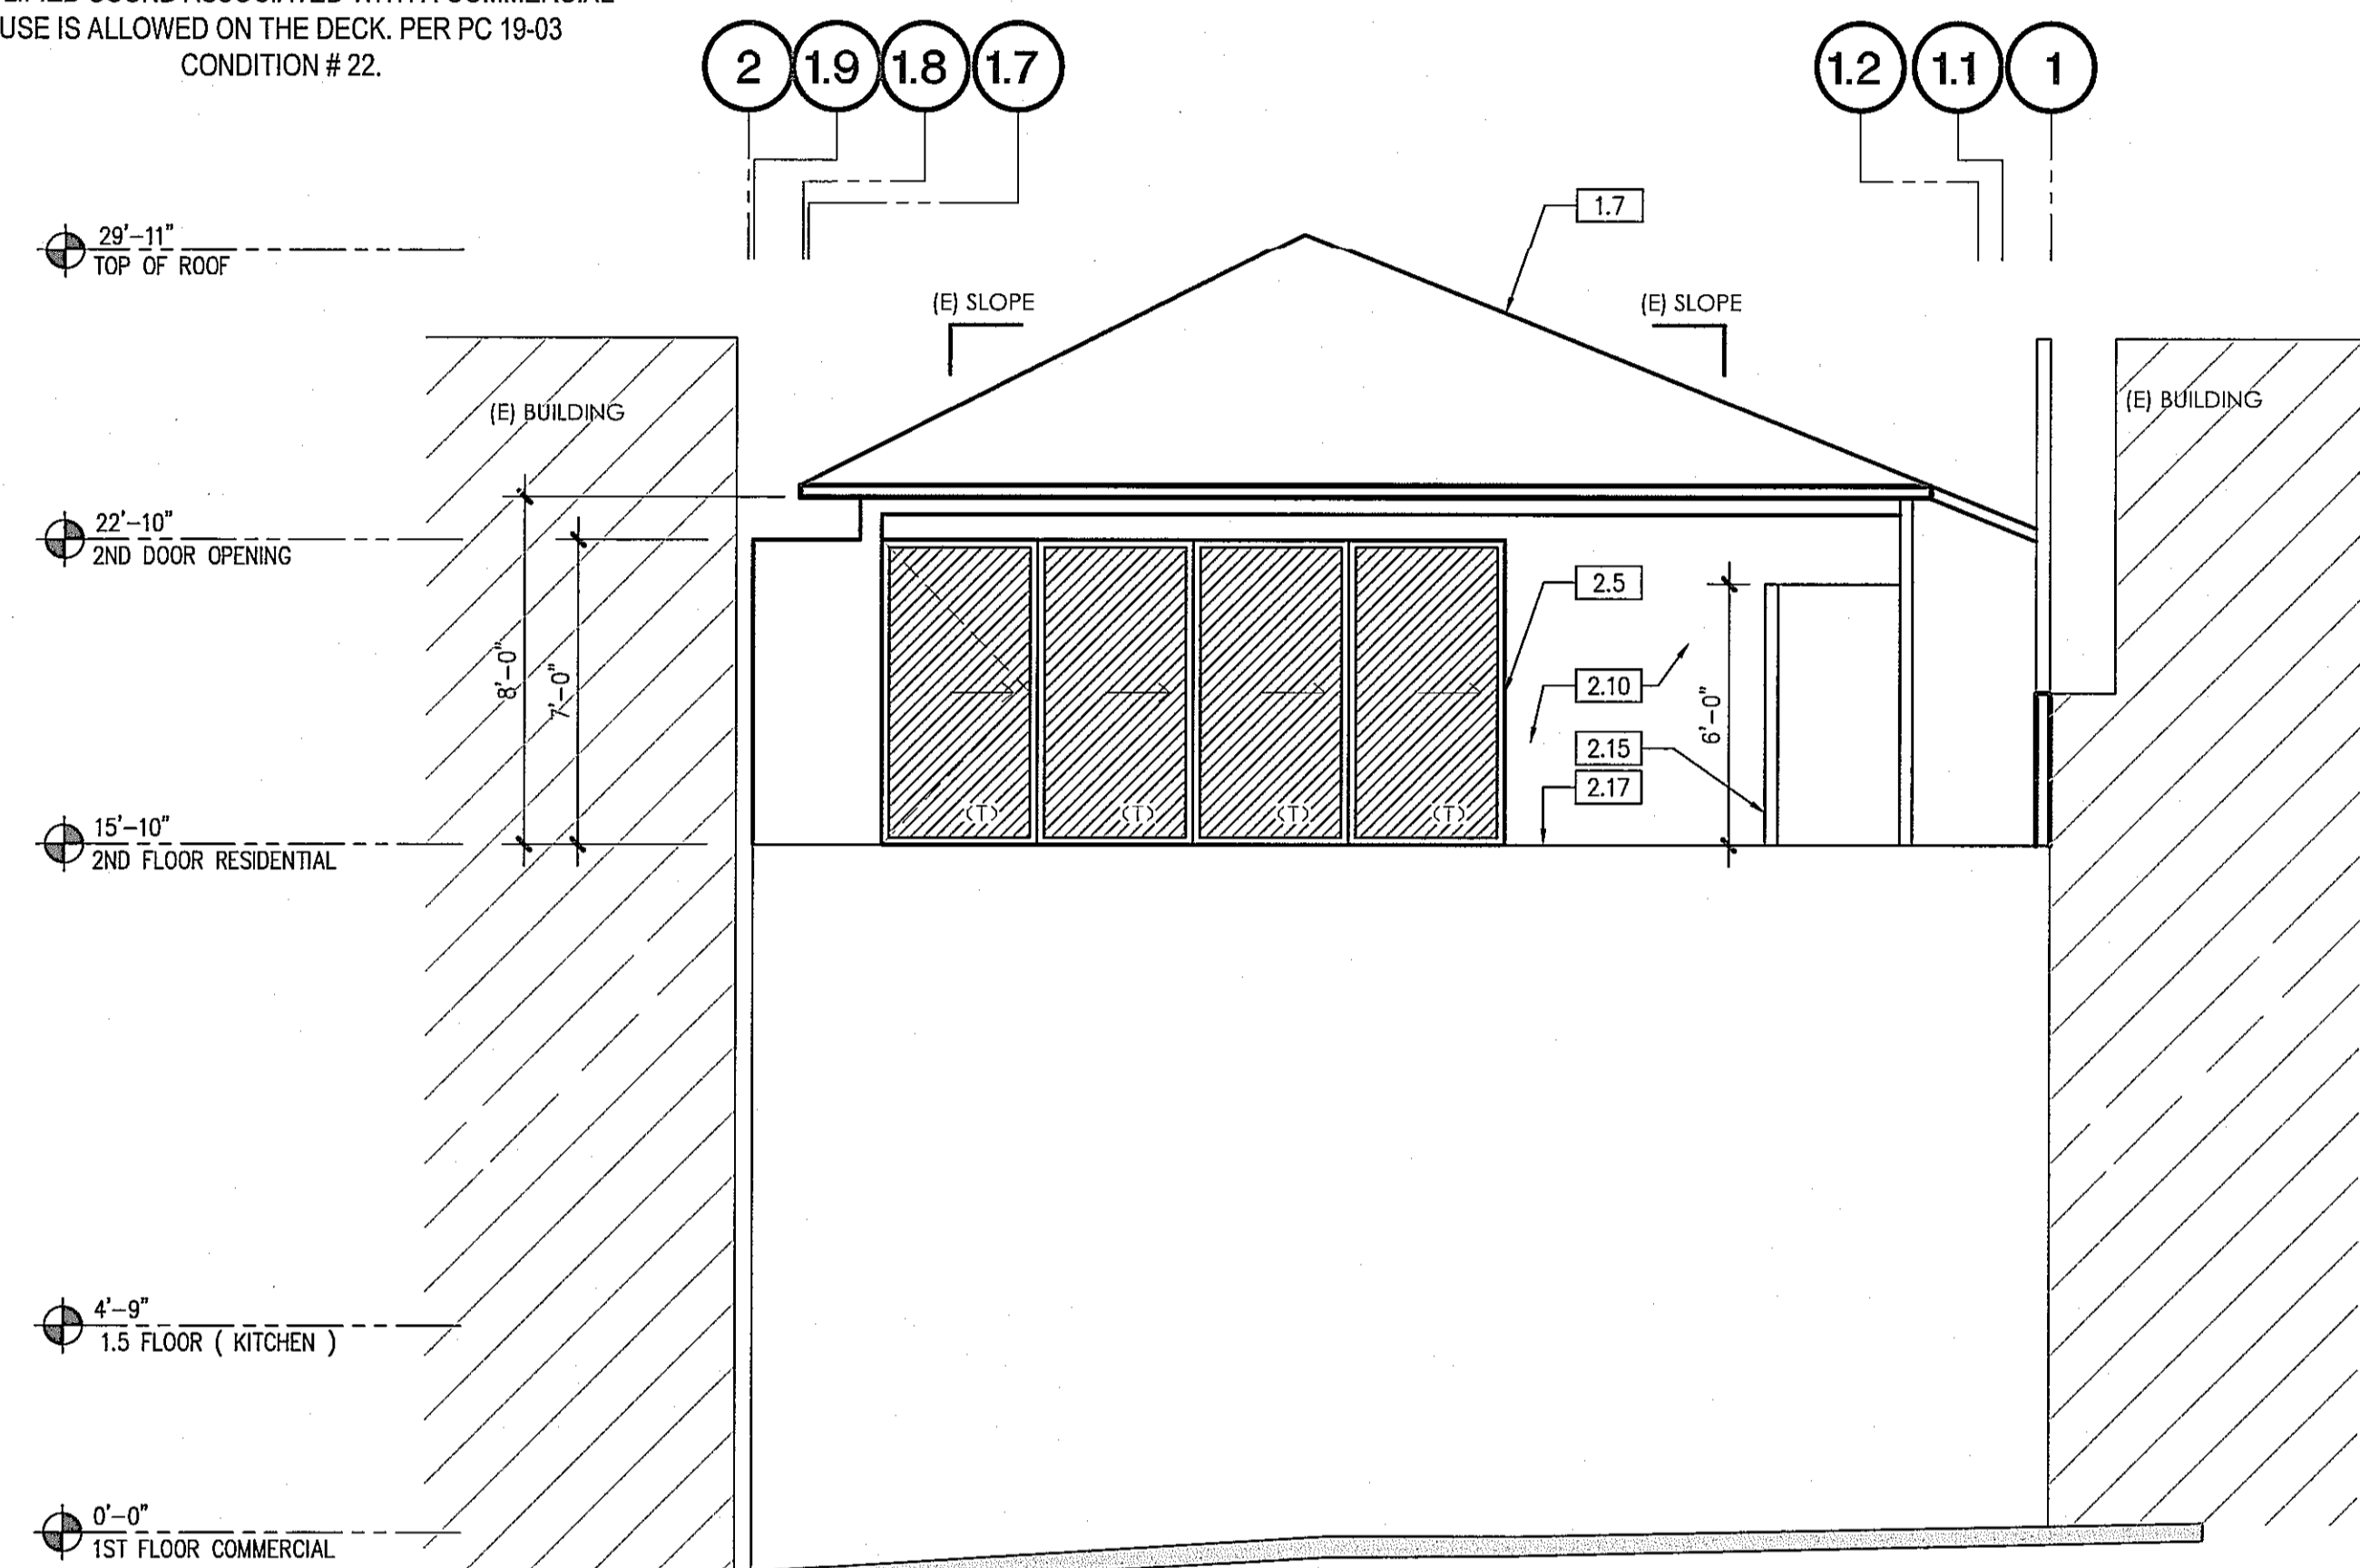 USE IS ALLOWED ON THE DECK. PER PC 19-03
CONDITION # 22.
2 1.9 1.8 1.7 1.2 1.1 1
29'-11"
TOP OF ROOF
1.7
(E) SLOPE
(E) SLOPE
(E) BUILDING
(E) BUILDING
22'-10"
2ND DOOR OPENING
2.5
8'-0"
7'-0"
2.10
6'-0"
2.15
2.17
(T) (T) (T) (T)
15'-10"
2ND FLOOR RESIDENTIAL
4'-9"
1.5 FLOOR ( KITCHEN )
0'-0"
1ST FLOOR COMMERCIAL